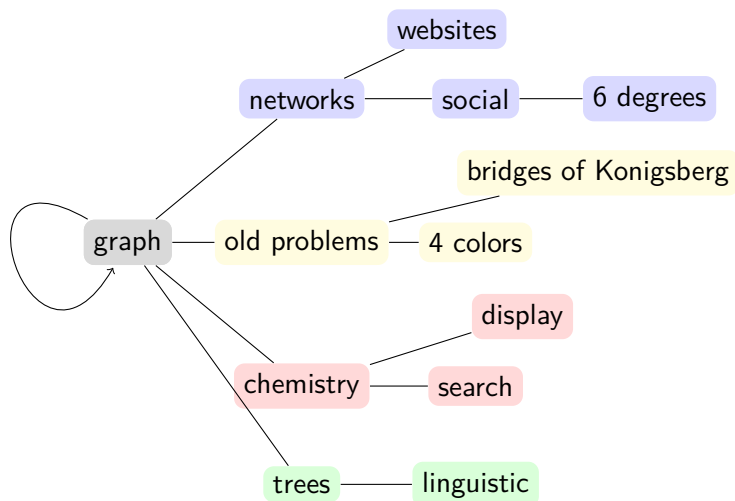 websites
networks
social
6 degrees
bridges of Konigsberg
graph
old problems
4 colors
display
chemistry
search
trees
linguistic